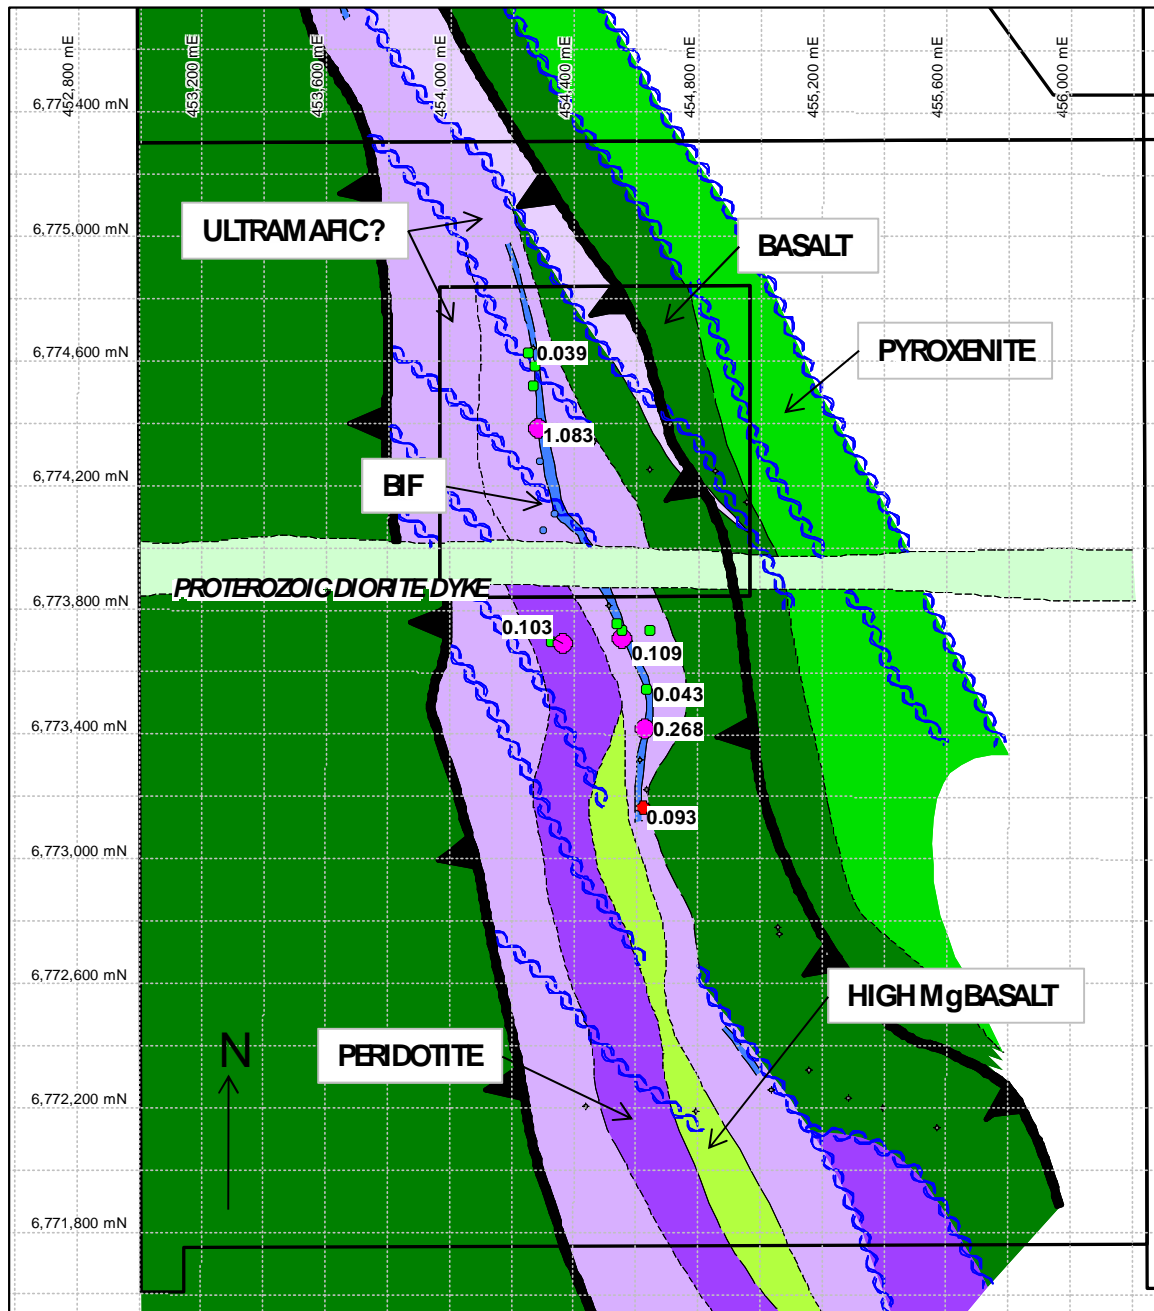 452,800 mE
453,200 mE
453,600 mE
454,000 mE
454,400 mE
454,800 mE
455,200 mE
455,600 mE
456,000 mE
6,775,400 mN
6,775,000 mN
ULTRAMAFIC?
BASALT
6,774,600 mN
0.039
PYROXENITE
1.083
6,774,200 mN
BIF
PROTEROZOIC DIORITE DYKE
6,773,800 mN
0.103
0.109
0.043
6,773,400 mN
0.268
0.093
6,773,000 mN
6,772,600 mN
HIGH Mg BASALT
N
PERIDOTITE
6,772,200 mN
6,771,800 mN